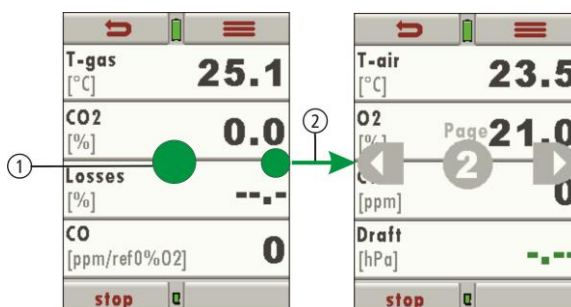 T-gas
[°C]
25.1
CO2
[%]
0.0
Losses
[%]
--.-
CO
[ppm/ref0%O2]
0
stop
1
2
T-air
[°C]
23.5
O2
[%]
21.0
Page
2
[ppm]
0
Draft
[hPa]
-.--
stop